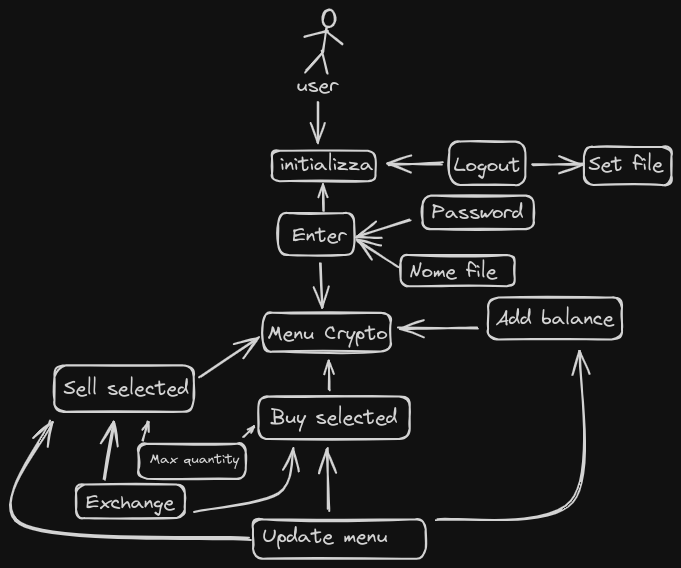 user
initializza
Logout
Set file
Password
Enter
Nome file
Add balance
Menu Crypto
Sell selected
Buy selected
Max quantity
Exchange
Update menu